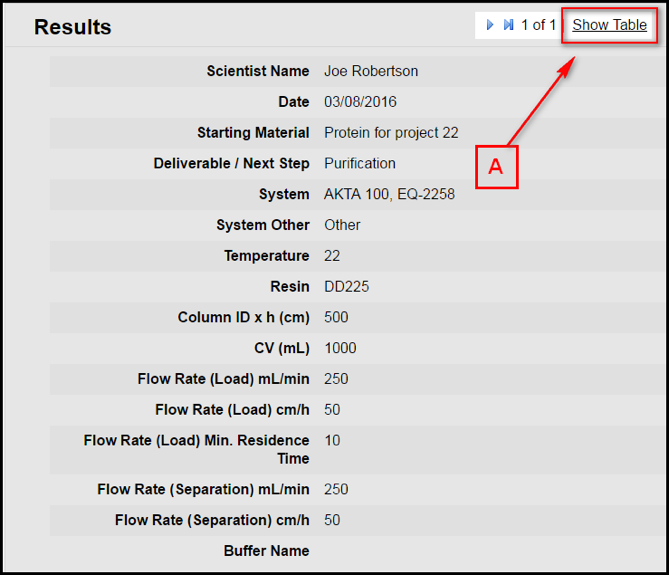 Results
1 of 1 Show Table
A
Scientist Name Joe Robertson
Date 03/08/2016
Starting Material Protein for project 22
Deliverable / Next Step Purification
System AKTA 100, EQ-2258
System Other Other
Temperature 22
Resin DD225
Column ID x h (cm) 500
CV (mL) 1000
Flow Rate (Load) mL/min 250
Flow Rate (Load) cm/h 50
Flow Rate (Load) Min. Residence 10
Time
Flow Rate (Separation) mL/min 250
Flow Rate (Separation) cm/h 50
Buffer Name